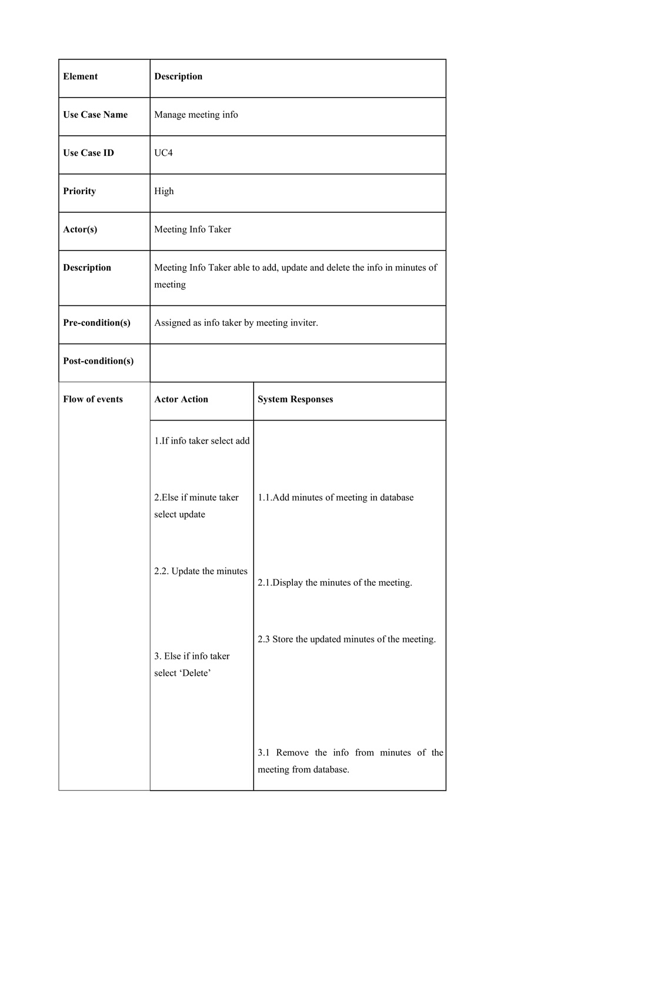 Element
Description
Use Case Name
Manage meeting info
Use Case ID
UC4
Priority
High
Actor(s)
Meeting Info Taker
Description
Meeting Info Taker able to add, update and delete the info in minutes of
meeting
Pre-condition(s)
Assigned as info taker by meeting inviter.
Post-condition(s)
Flow of events
Actor Action
System Responses
1.If info taker select add
2.Else if minute taker
select update
2.2. Update the minutes
3. Else if info taker
select ‘Delete’
1.1.Add minutes of meeting in database
2.1.Display the minutes of the meeting.
2.3 Store the updated minutes of the meeting.
3.1 Remove the info from minutes of the
meeting from database.